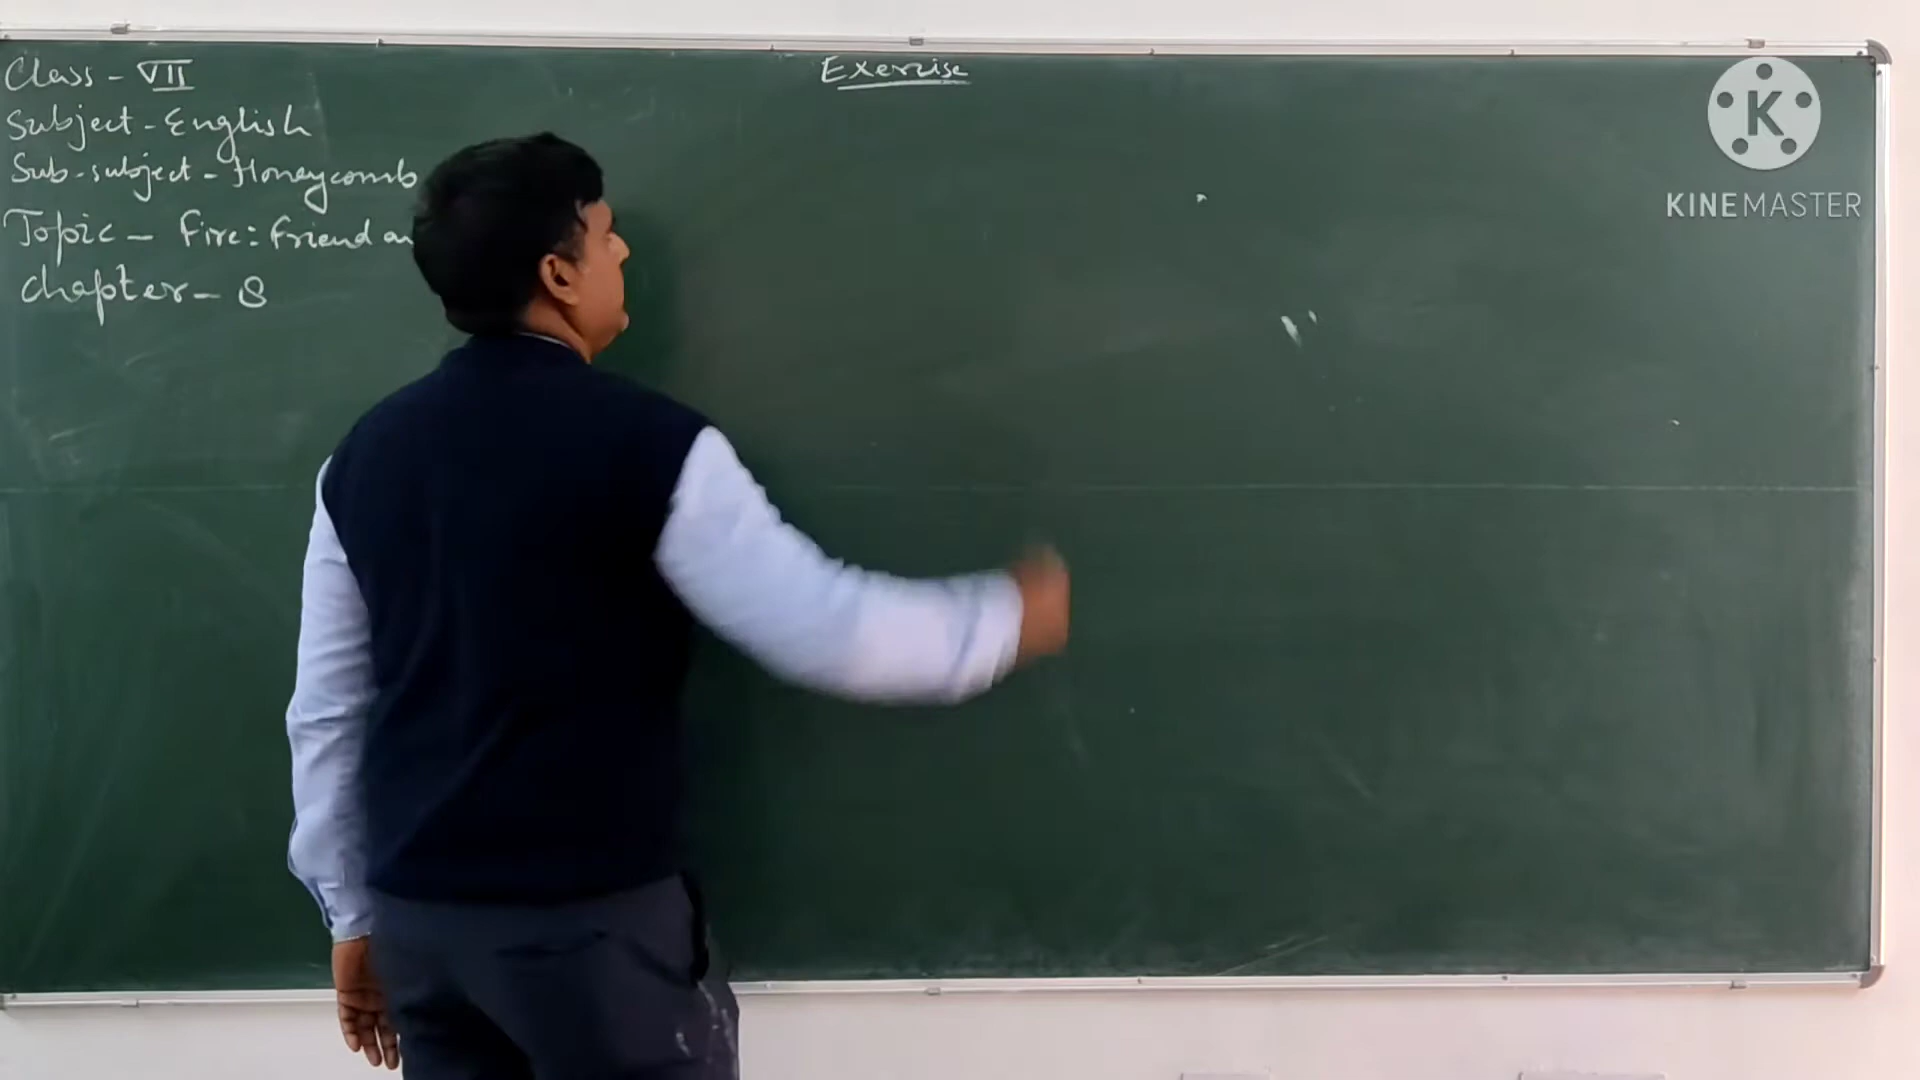 Class - VII
Subject - English
Sub-subject - Honeycomb
Topic - Fire: Friend
Chapter - 8
Exercise
K
KINEMASTER